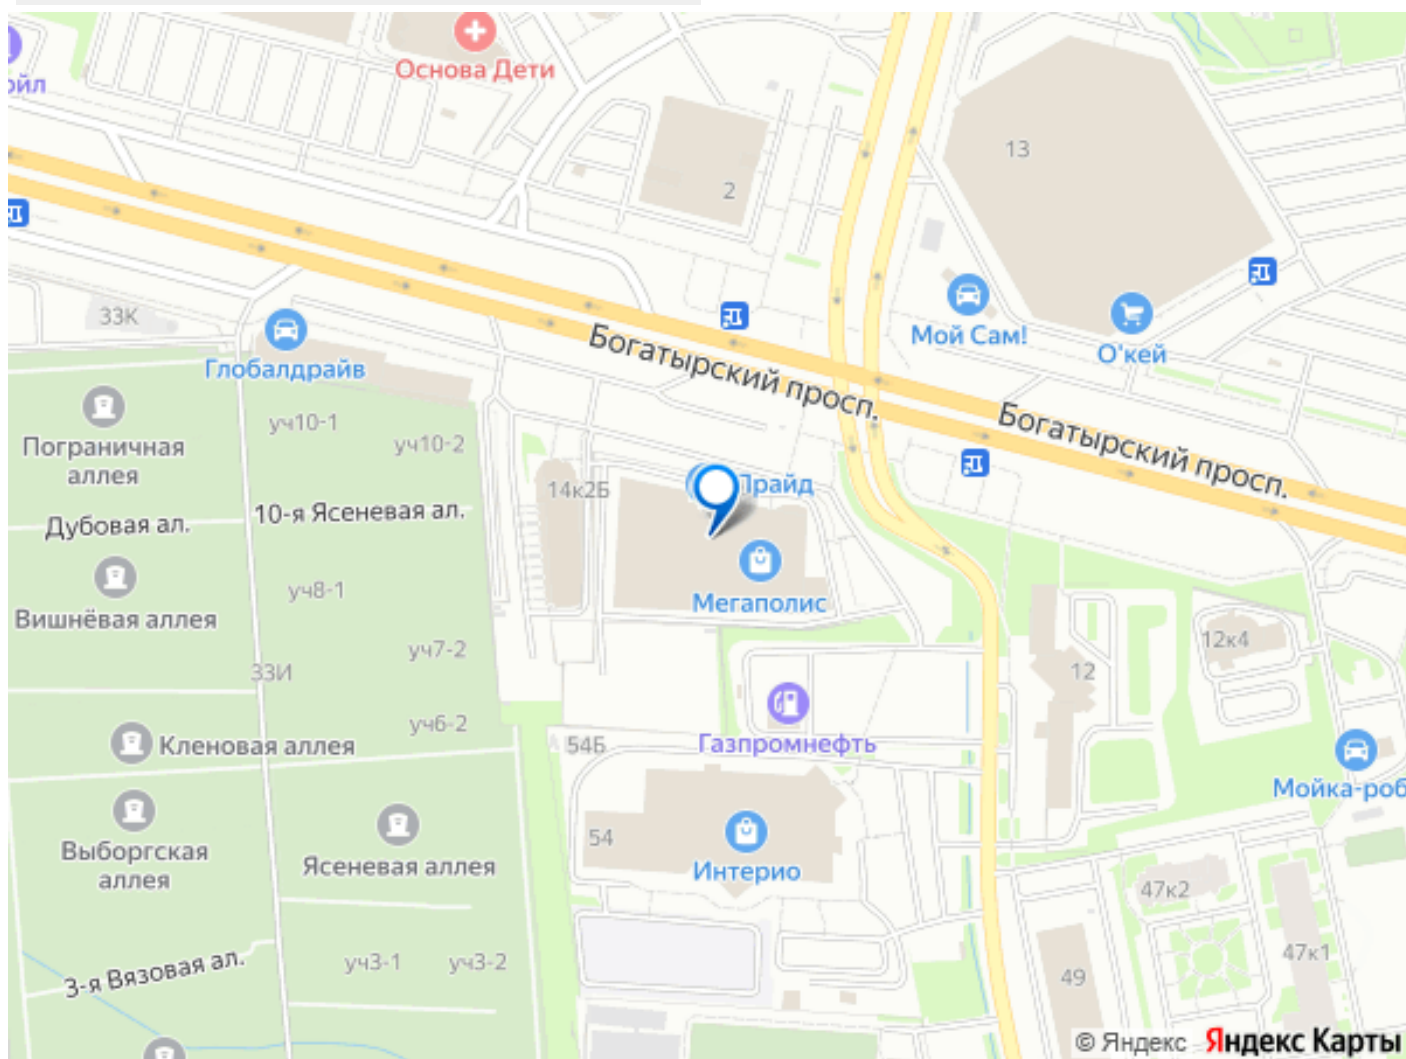 Основа Дети
ойл
13
2
33К
Мой Сам!
О'кей
Глобалдрайв
Богатырский просп.
Богатырский просп.
Пограничная
аллея
уч10-1
уч10-2
14к2Б
Прайд
Дубовая ал.
10-я Ясеневая ал.
Мегаполис
Вишнёвая аллея
уч8-1
уч7-2
33И
12
12к4
уч6-2
Кленовая аллея
54Б
Газпромнефть
Мойка-роб
Выборгская
аллея
Ясеневая аллея
54
Интерио
47к2
47к1
3-я Вязовая ал.
уч3-1
уч3-2
49
© Яндекс Яндекс Карты